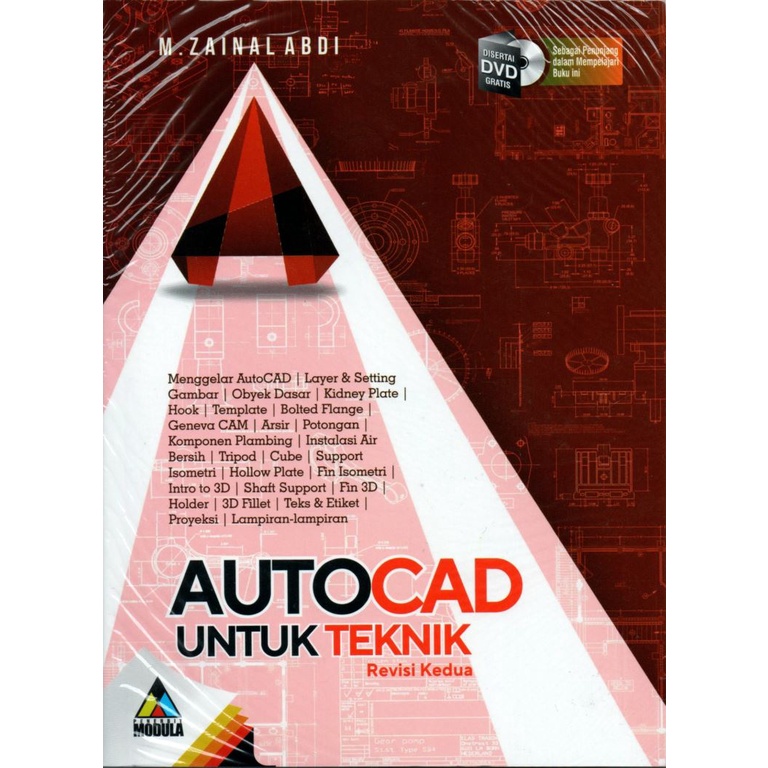 M. ZAINAL ABDI
DISERTAI
DVD
GRATIS
Sebagai Penunjang
dalam Mempelajari
Buku ini
Menggelar AutoCAD | Layer & Setting
Gambar | Obyek Dasar | Kidney Plate |
Hook | Template | Bolted Flange |
Geneva CAM | Arsir | Potongan |
Komponen Plambing | Instalasi Air
Bersih | Tripod | Cube | Support
Isometri | Hollow Plate | Fin Isometri |
Intro to 3D | Shaft Support | Fin 3D |
Holder | 3D Fillet | Teks & Etiket |
Proyeksi | Lampiran-lampiran
AUTOCAD
UNTUK TEKNIK
Revisi Kedua
PENERBIT
MODULA